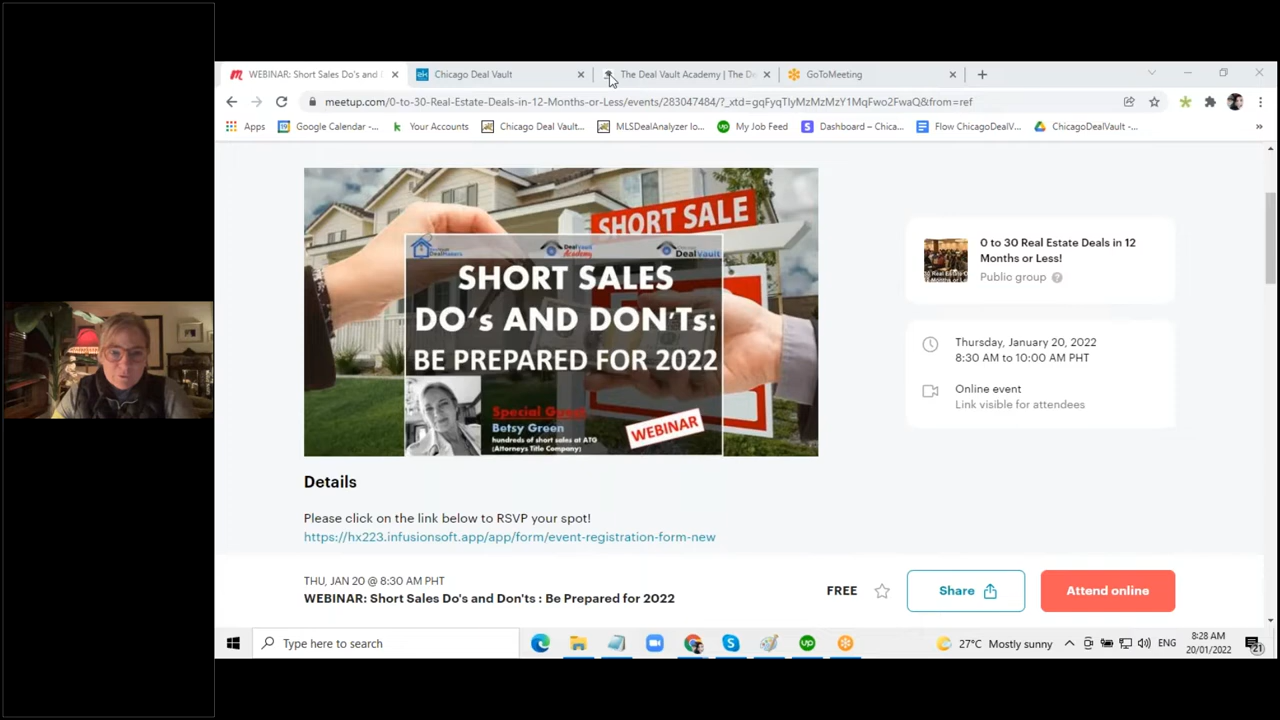 WEBINAR: Short Sales Do's and
Chicago Deal Vault
The Deal Vault Academy | The De
GoToMeeting
meetup.com/0-to-30-Real-Estate-Deals-in-12-Months-or-Less/events/283047484/?_xtd=gqFyqTIyMzMzMzY1MqFwo2FwaQ&from=ref
Apps
Google Calendar -...
Your Accounts
Chicago Deal Vault...
MLSDealAnalyzer lo...
My Job Feed
Dashboard – Chica...
Flow ChicagoDealV...
ChicagoDealVault -...
»
SHORT SALE
DealMakers
DealVault
Academy
DealVault
SHORT SALES
DO's AND DON'Ts:
BE PREPARED FOR 2022
Special Guest
Betsy Green
hundreds of short sales at ATG
(Attorneys Title Company)
WEBINAR
0 to 30 Real Estate Deals in 12
Months or Less!
Public group
Thursday, January 20, 2022
8:30 AM to 10:00 AM PHT
Online event
Link visible for attendees
Details
Please click on the link below to RSVP your spot!
https://hx223.infusionsoft.app/app/form/event-registration-form-new
THU, JAN 20 @ 8:30 AM PHT
WEBINAR: Short Sales Do's and Don'ts : Be Prepared for 2022
FREE
Share
Attend online
Type here to search
27°C Mostly sunny
ENG
8:28 AM
20/01/2022
21